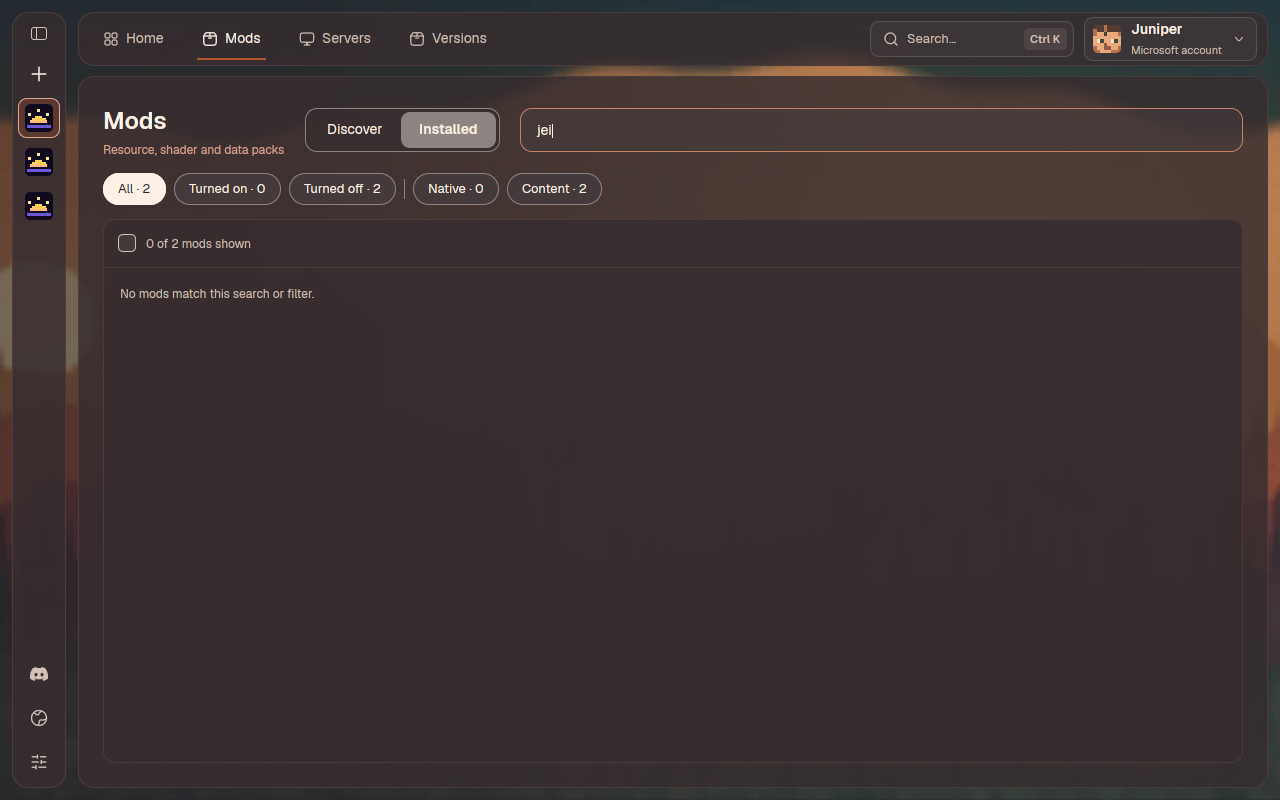 Home
Mods
Servers
Versions
Search...
Ctrl K
Juniper
Microsoft account
Mods
Resource, shader and data packs
Discover
Installed
jei
All · 2
Turned on · 0
Turned off · 2
Native · 0
Content · 2
0 of 2 mods shown
No mods match this search or filter.